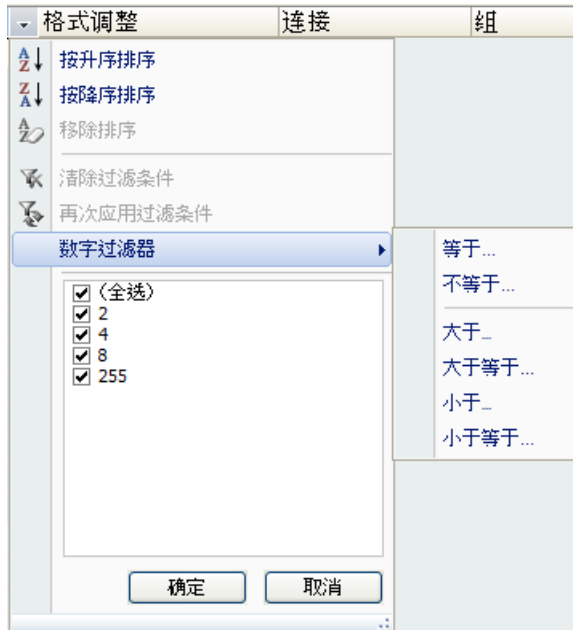 格式调整 连接 组
按升序排序
按降序排序
移除排序
清除过滤条件
再次应用过滤条件
数字过滤器
(全选)
2
4
8
255
确定 取消
等于...
不等于...
大于...
大于等于...
小于...
小于等于...